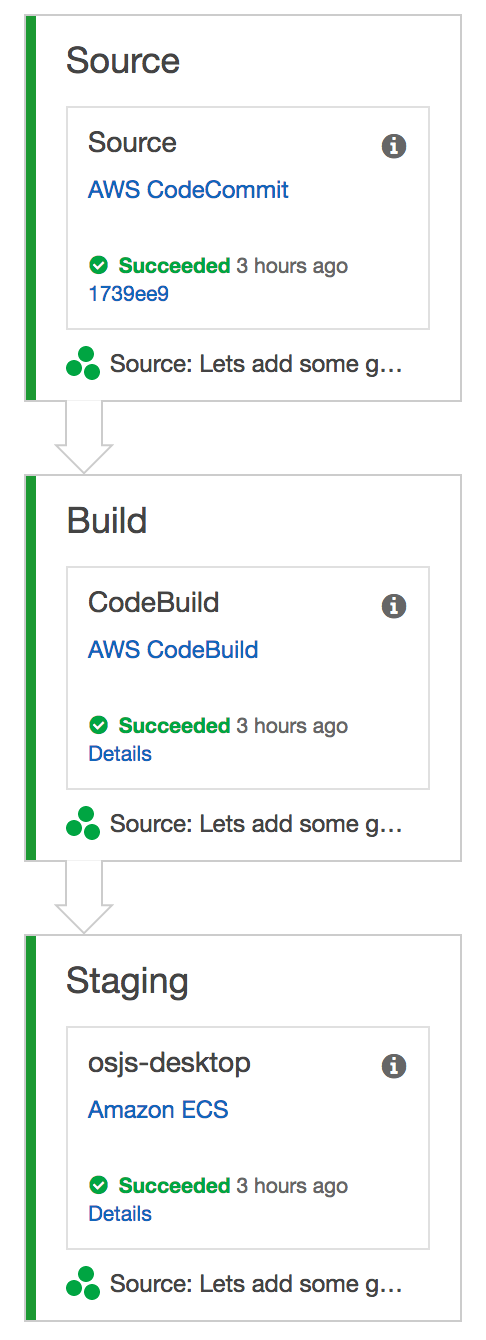 Source
Source
AWS CodeCommit
Succeeded 3 hours ago
1739ee9
Source: Lets add some g…
Build
CodeBuild
AWS CodeBuild
Succeeded 3 hours ago
Details
Source: Lets add some g…
Staging
osjs-desktop
Amazon ECS
Succeeded 3 hours ago
Details
Source: Lets add some g…